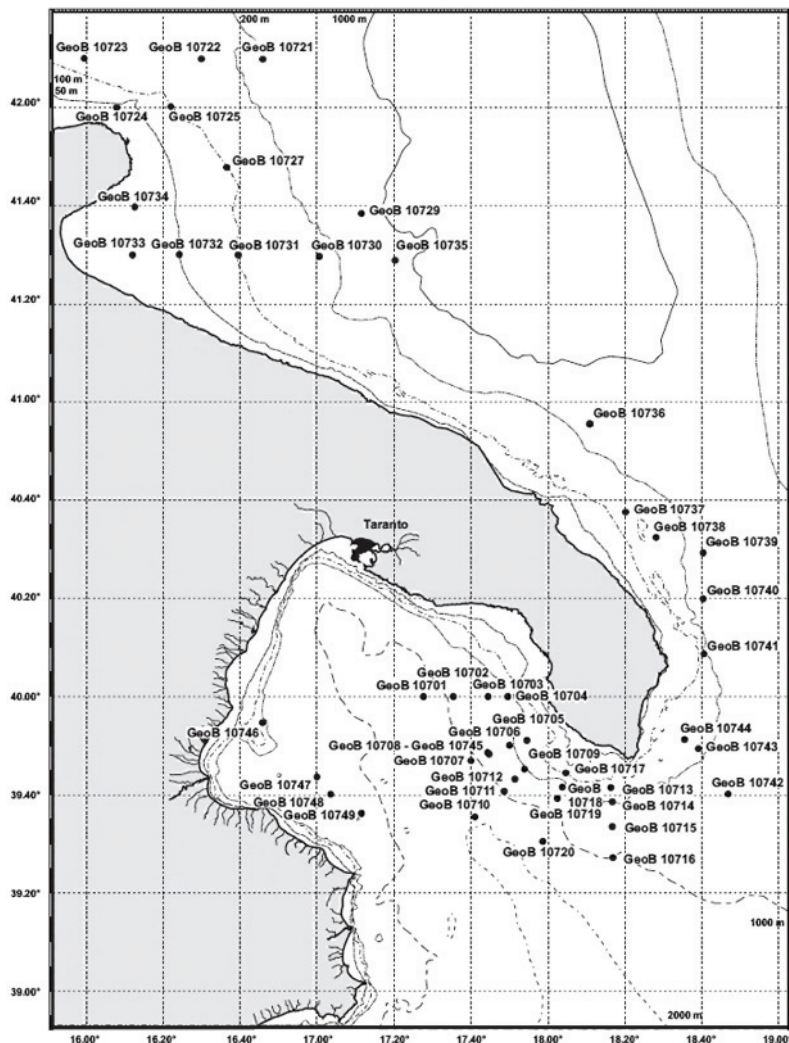 200 m
1000 m
GeoB 10723
GeoB 10722
GeoB 10721
100 m
50 m
42.00°
GeoB 10724
GeoB 10725
GeoB 10727
41.40°
GeoB 10734
GeoB 10729
GeoB 10733
GeoB 10732
GeoB 10731
GeoB 10730
GeoB 10735
41.20°
41.00°
GeoB 10736
40.40°
GeoB 10737
Taranto
GeoB 10738
GeoB 10739
40.20°
GeoB 10740
GeoB 10741
GeoB 10702
GeoB 10703
GeoB 10701
GeoB 10704
40.00°
GeoB 10705
GeoB 10706
GeoB 10744
GeoB 10746
GeoB 10708 - GeoB 10745
GeoB 10709
GeoB 10743
GeoB 10707
GeoB 10717
GeoB 10712
GeoB 10747
GeoB 10711
GeoB
10718
GeoB 10713
GeoB 10742
39.40°
GeoB 10748
GeoB 10710
GeoB 10714
GeoB 10749
GeoB 10719
GeoB 10715
GeoB 10720
GeoB 10716
39.20°
1000 m
39.00°
2000 m
16.00°
16.20°
16.40°
17.00°
17.20°
17.40°
18.00°
18.20°
18.40°
19.00°